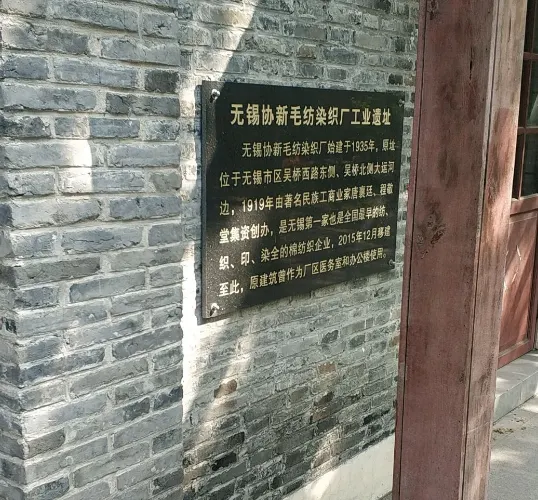 无锡协新毛纺染织厂工业遗址
无锡协新毛纺染织厂始建于1935年，原址
位于无锡市区吴桥西路东侧、吴桥北侧大运河
边，1919年由著名民族工商业家唐襄廷、程敬
堂集资创办，是无锡第一家也是全国最早的纺、
织、印、染全的棉纺织企业，2015年12月移建
至此，原建筑曾作为厂区医务室和办公楼使用。